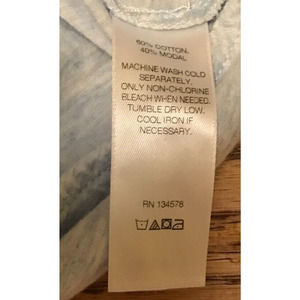 60% COTTON,
40% MODAL
MACHINE WASH COLD
SEPARATELY.
ONLY NON-CHLORINE
BLEACH WHEN NEEDED.
TUMBLE DRY LOW.
COOL IRON IF
NECESSARY.
RN 134578